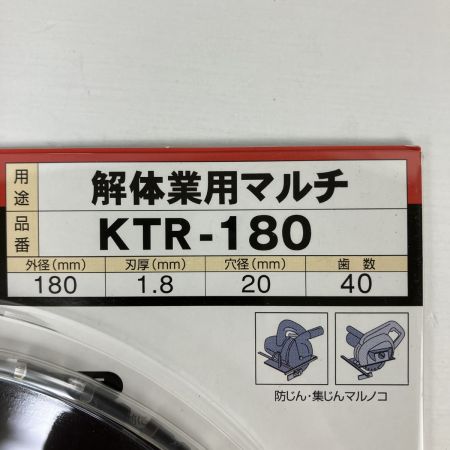 用途 解体業用マルチ
品番 KTR-180
外径(mm) 刃厚(mm) 穴径(mm) 歯数
180 1.8 20 40
防じん・集じんマルノコ